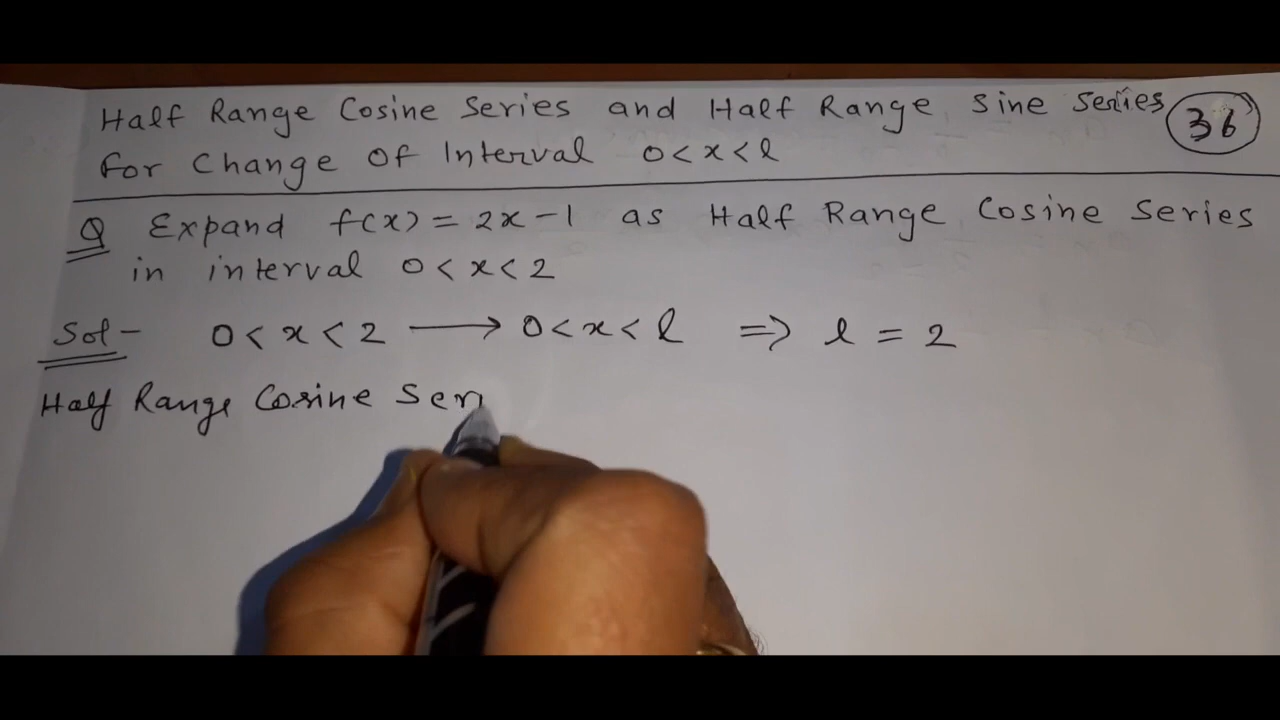 Half Range Cosine Series and Half Range Sine Series 36
for Change Of Interval 0<x<l
Q Expand f(x) = 2x-1 as Half Range Cosine Series
in interval 0<x<2
Sol- 0<x<2 ⟶ 0<x<l ⇒ l = 2
Half Range Cosine Seri